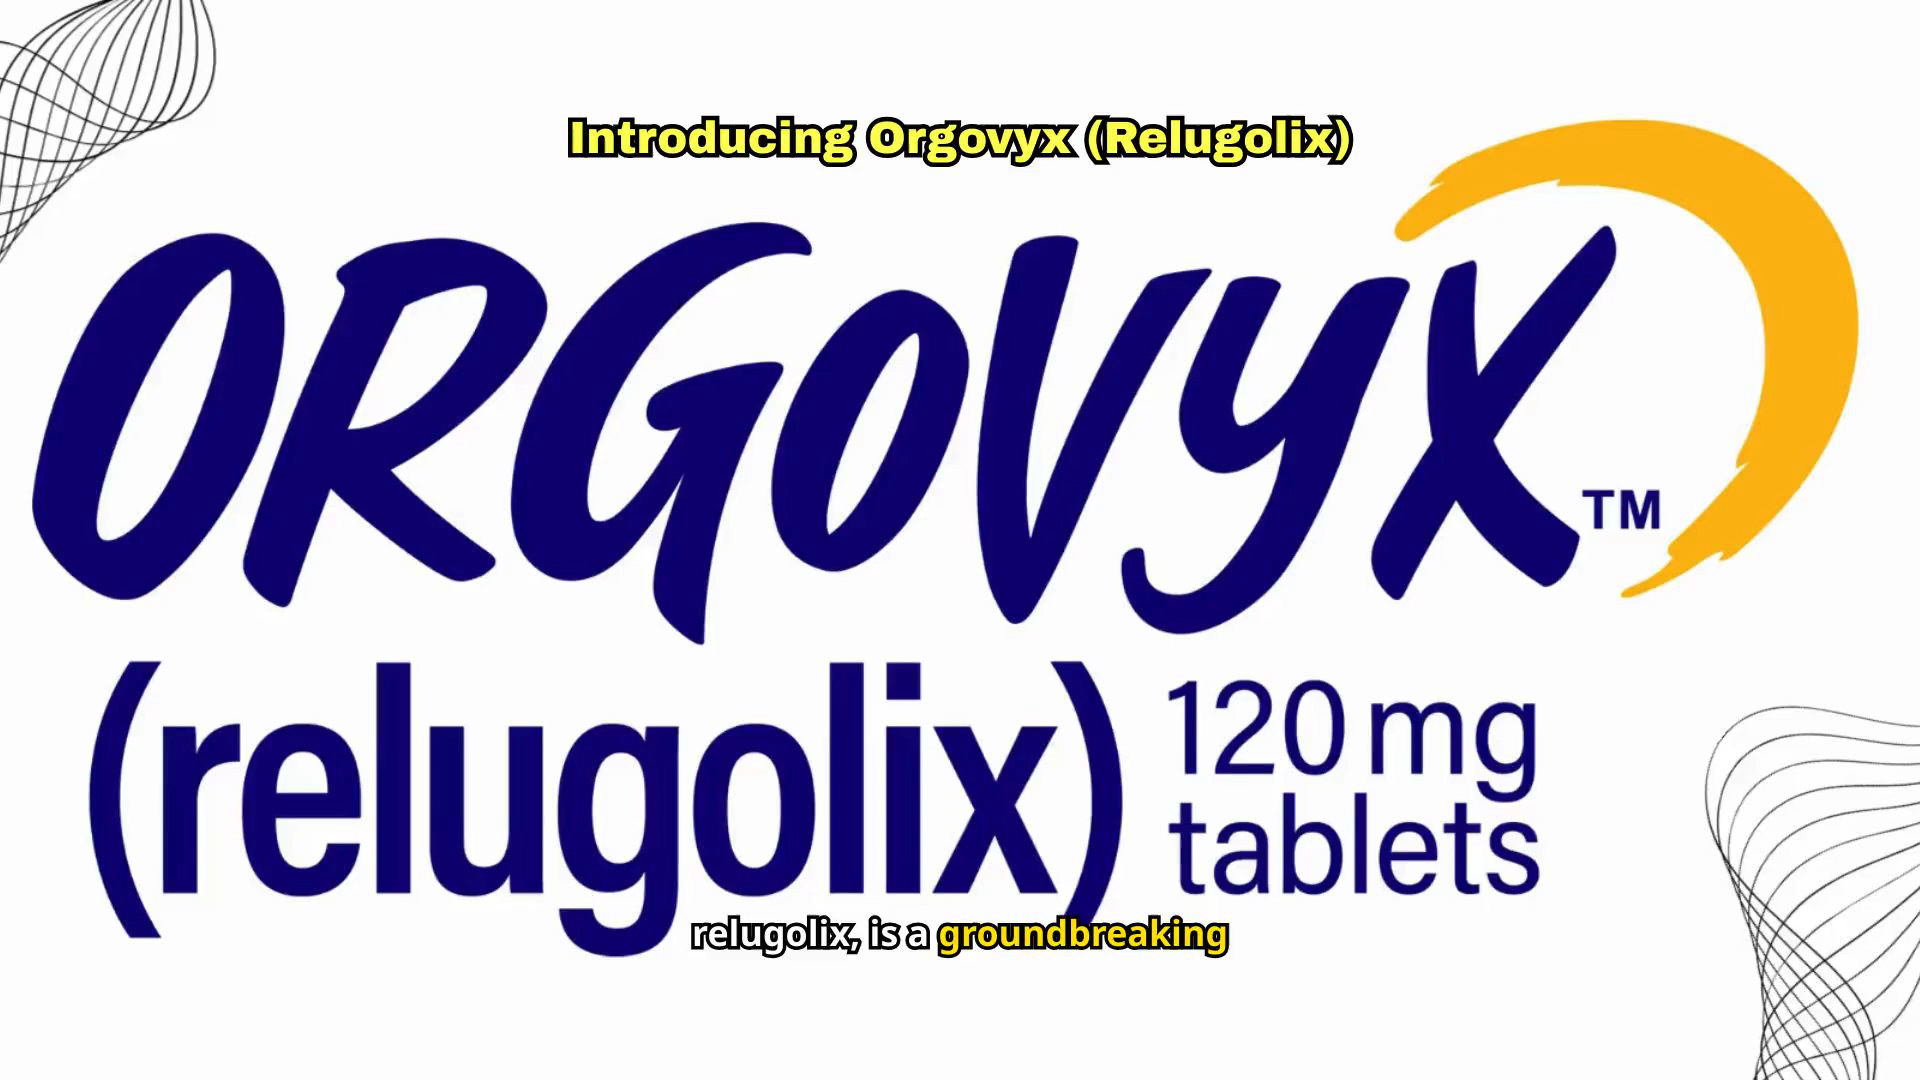 Introducing Orgovyx (Relugolix)
ORGOVYX™
(relugolix) 120 mg
tablets
relugolix, is a groundbreaking